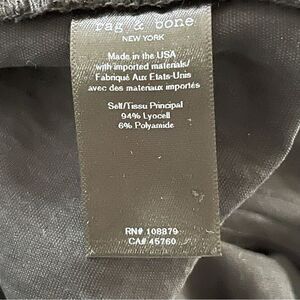 rag & bone
NEW YORK
Made in the USA
with imported materials/
Fabriqué Aux Etats-Unis
avec des materiaux importés
Self/Tissu Principal
94% Lyocell
6% Polyamide
RN# 108879
CA# 45760